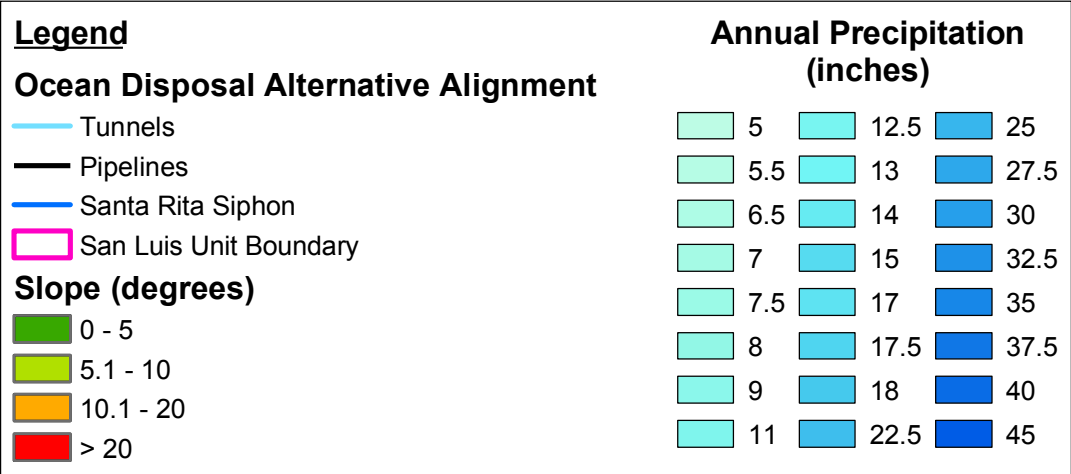 Legend
Ocean Disposal Alternative Alignment
Tunnels
Pipelines
Santa Rita Siphon
San Luis Unit Boundary
Slope (degrees)
0 - 5
5.1 - 10
10.1 - 20
> 20
Annual Precipitation
(inches)
5 12.5 25
5.5 13 27.5
6.5 14 30
7 15 32.5
7.5 17 35
8 17.5 37.5
9 18 40
11 22.5 45